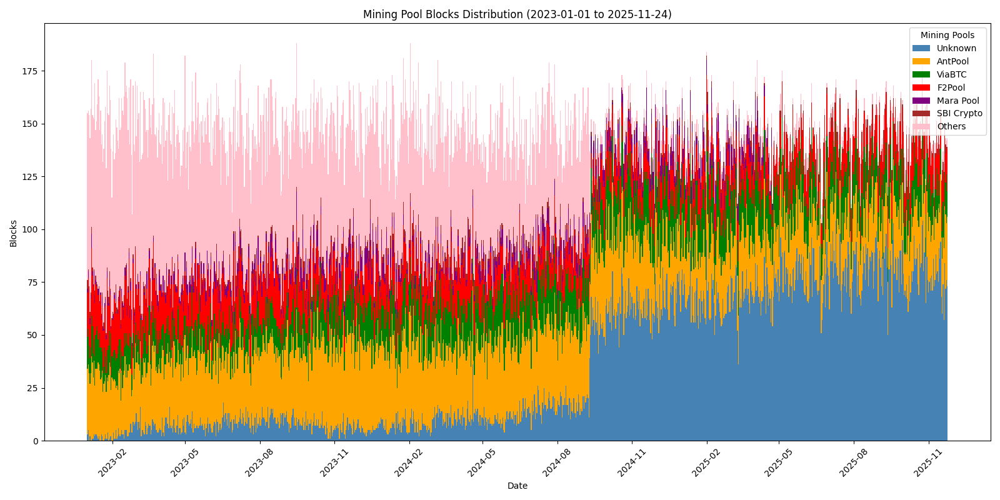 Mining Pool Blocks Distribution (2023-01-01 to 2025-11-24)
Mining Pools
Unknown
AntPool
ViaBTC
F2Pool
Mara Pool
SBI Crypto
Others
Blocks
175
150
125
100
75
50
25
0
2023-02
2023-05
2023-08
2023-11
2024-02
2024-05
2024-08
2024-11
2025-02
2025-05
2025-08
2025-11
Date